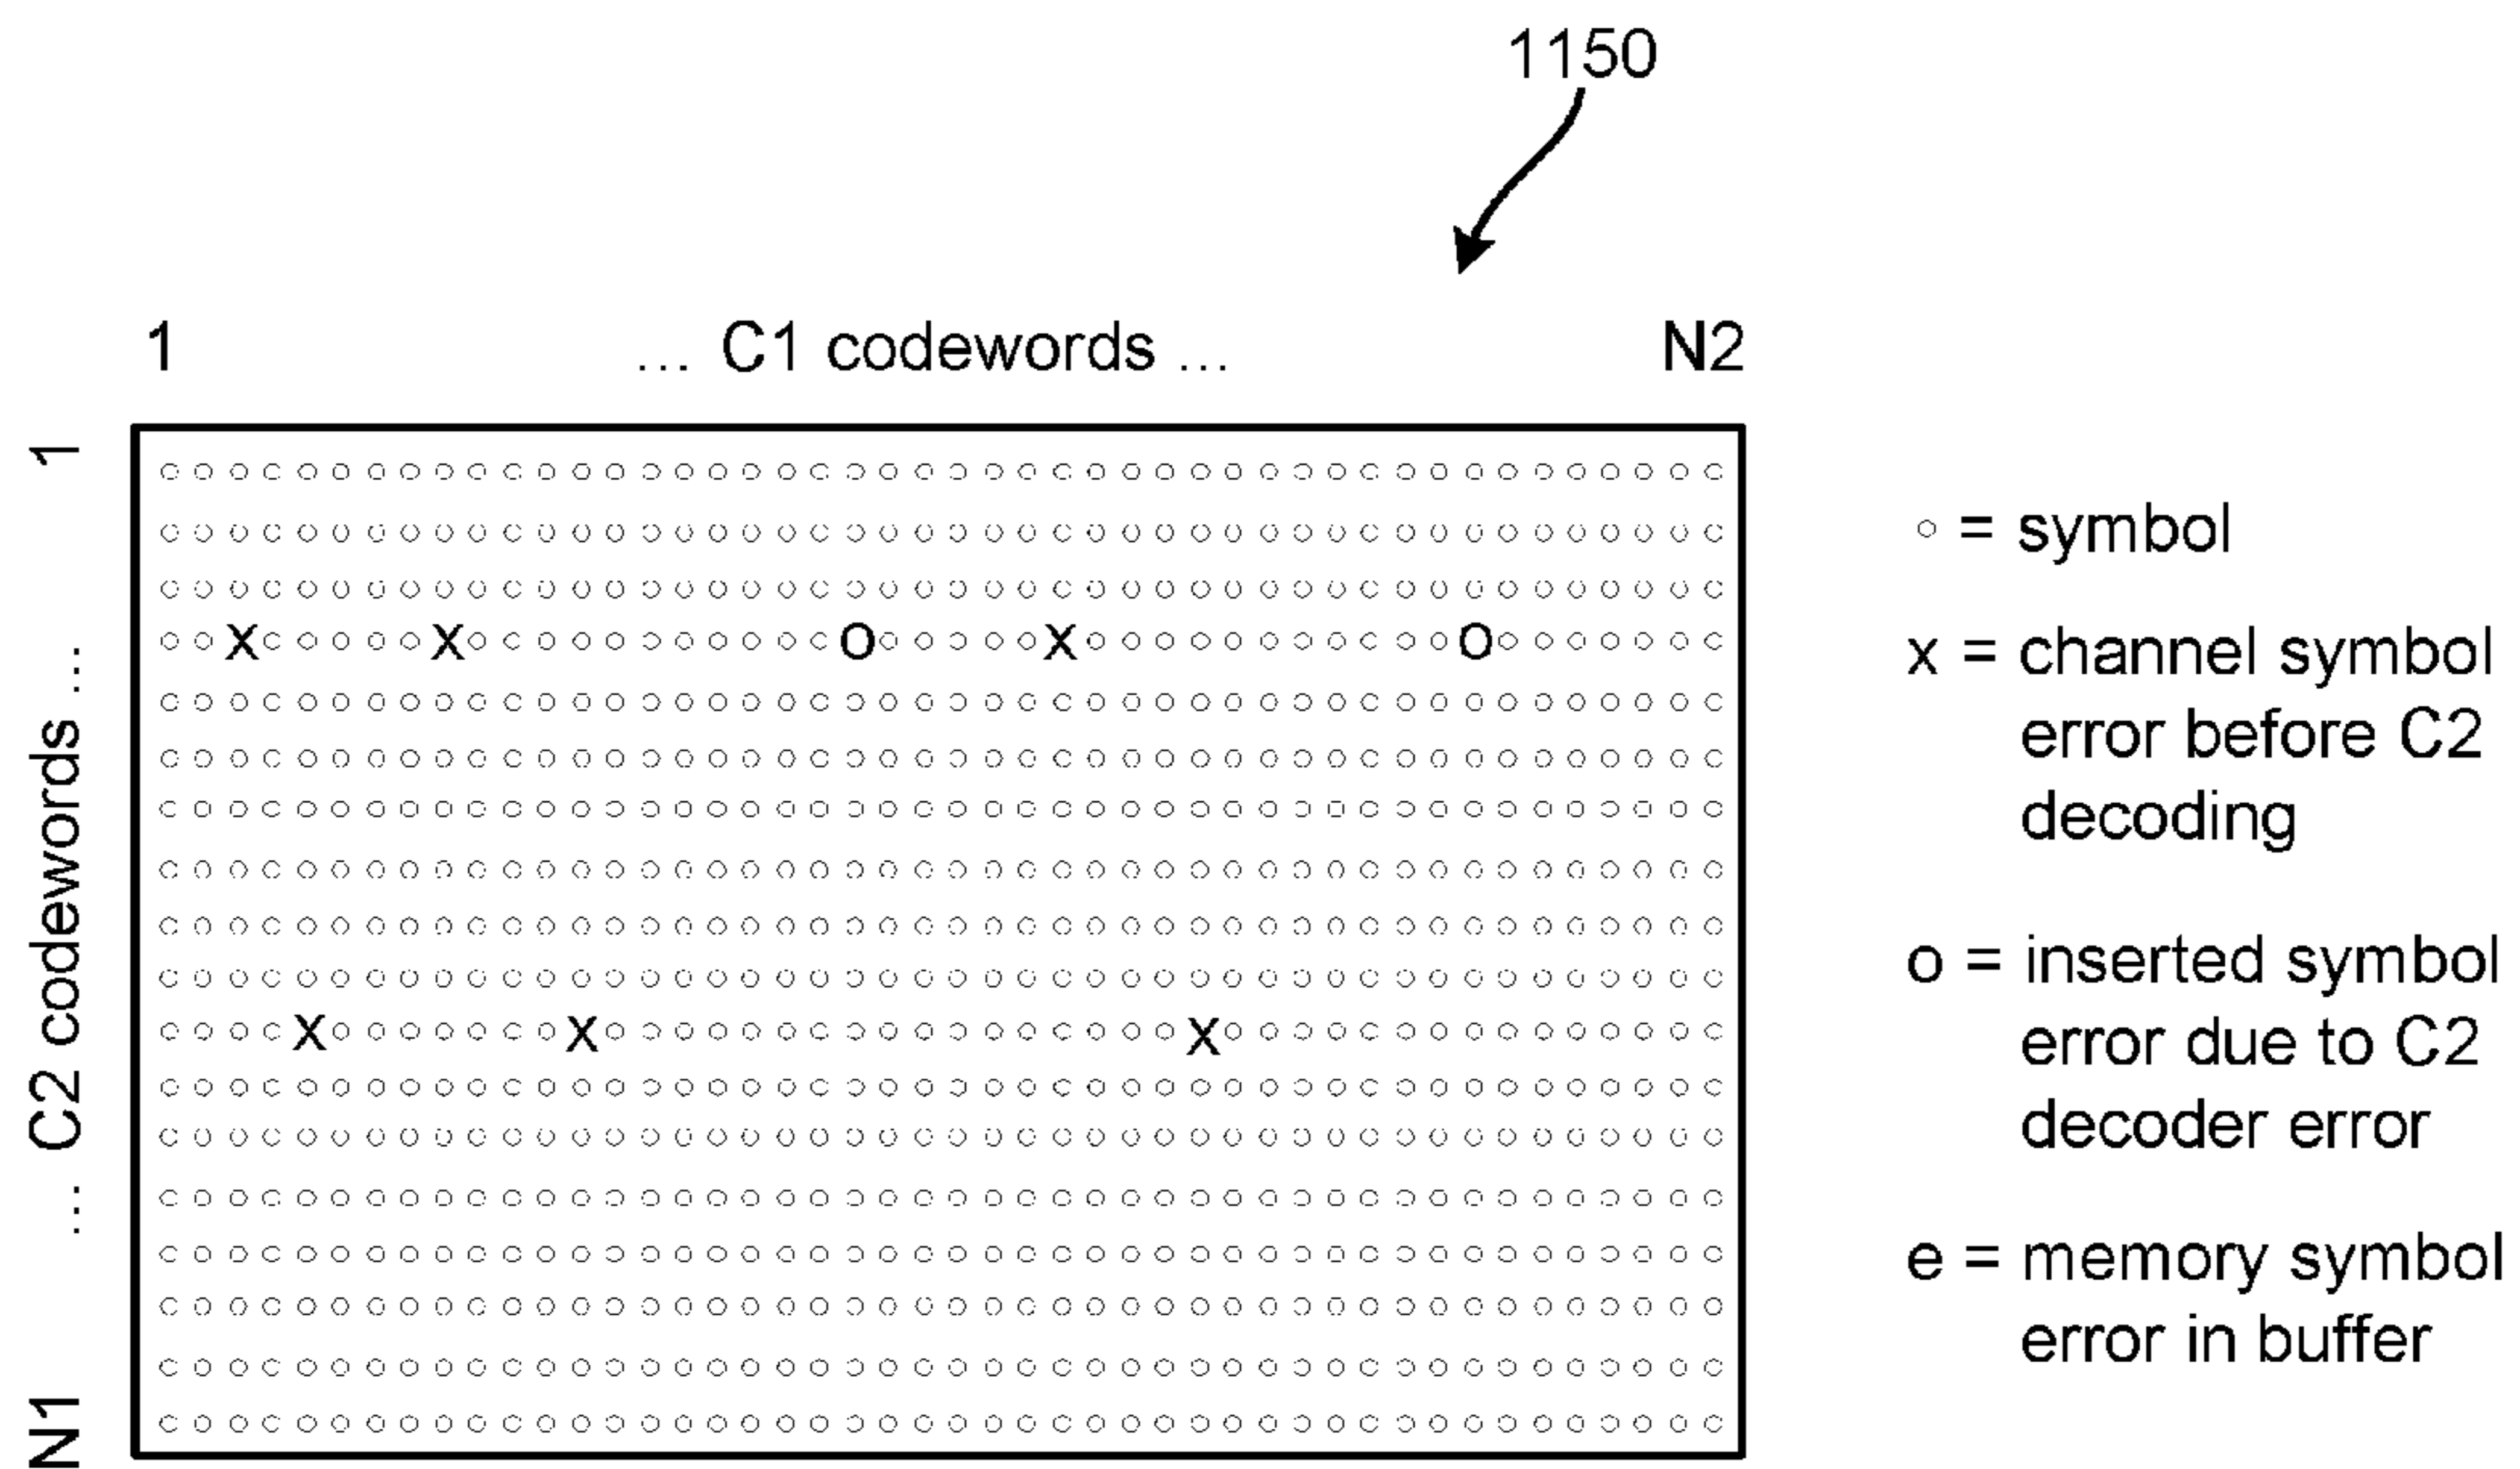 1150
1 ... C1 codewords ... N2
1 ... C2 codewords ... N1
x x o x o
x x x
○ = symbol
x = channel symbol
error before C2
decoding
o = inserted symbol
error due to C2
decoder error
e = memory symbol
error in buffer